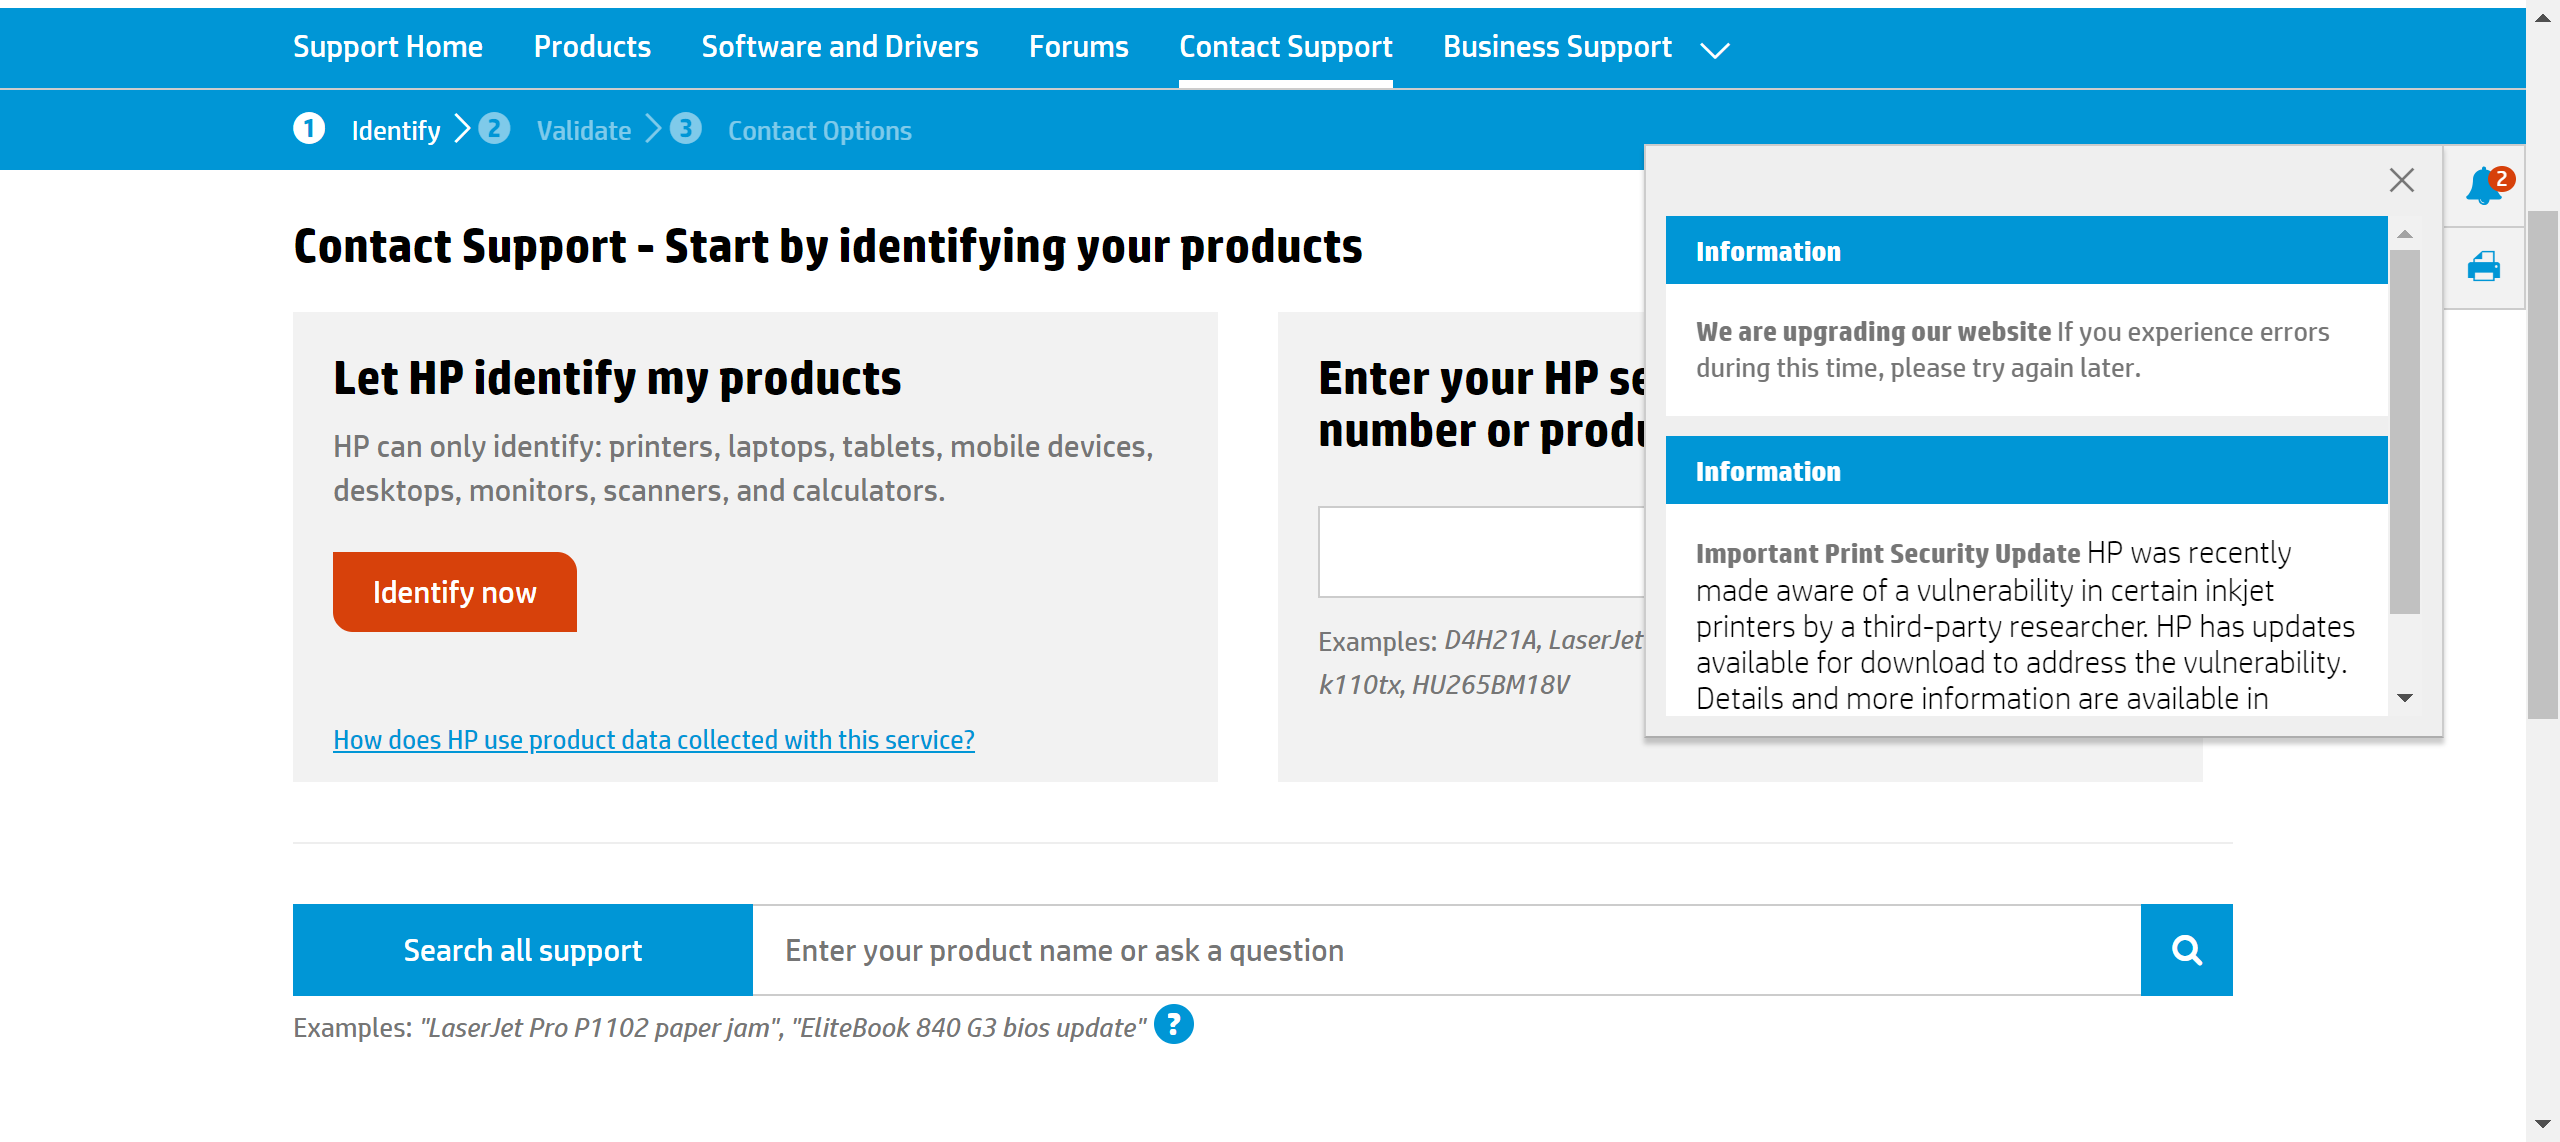 Support Home Products Software and Drivers Forums Contact Support Business Support
1 Identify 2 Validate 3 Contact Options
2
Contact Support - Start by identifying your products
Let HP identify my products
HP can only identify: printers, laptops, tablets, mobile devices,
desktops, monitors, scanners, and calculators.
Identify now
How does HP use product data collected with this service?
Enter your HP
number or
Examples: D4H21A, LaserJet
k110tx, HU265BM18V
Information
We are upgrading our website If you experience errors
during this time, please try again later.
Information
Important Print Security Update HP was recently
made aware of a vulnerability in certain inkjet
printers by a third-party researcher. HP has updates
available for download to address the vulnerability.
Details and more information are available in
Search all support Enter your product name or ask a question
Examples: "LaserJet Pro P1102 paper jam", "EliteBook 840 G3 bios update" ?